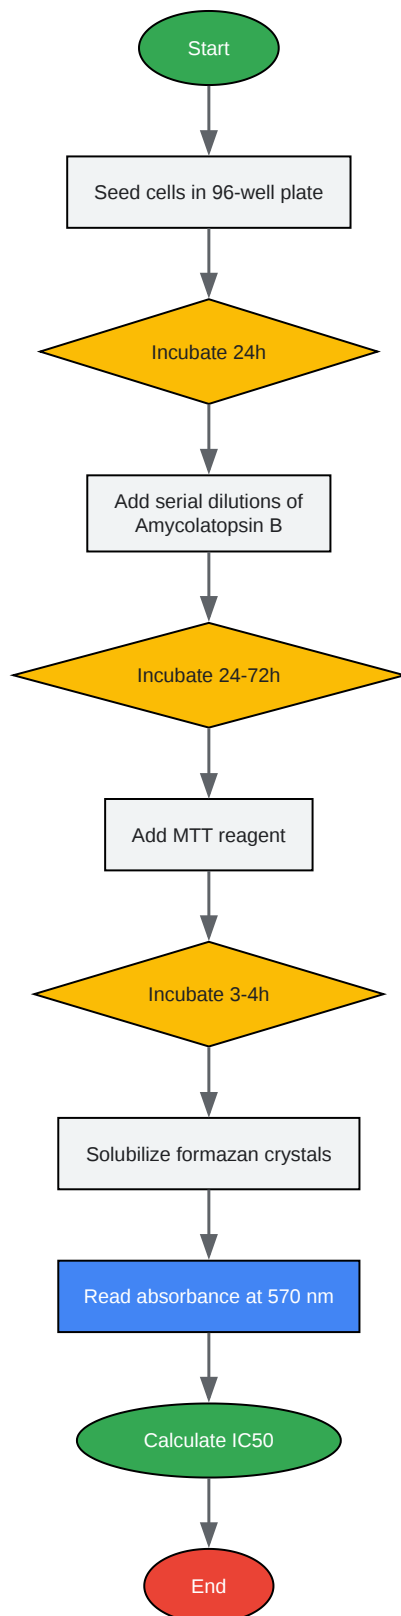 Start
Seed cells in 96-well plate
Incubate 24h
Add serial dilutions of
Amycolatopsin B
Incubate 24-72h
Add MTT reagent
Incubate 3-4h
Solubilize formazan crystals
Read absorbance at 570 nm
Calculate IC50
End